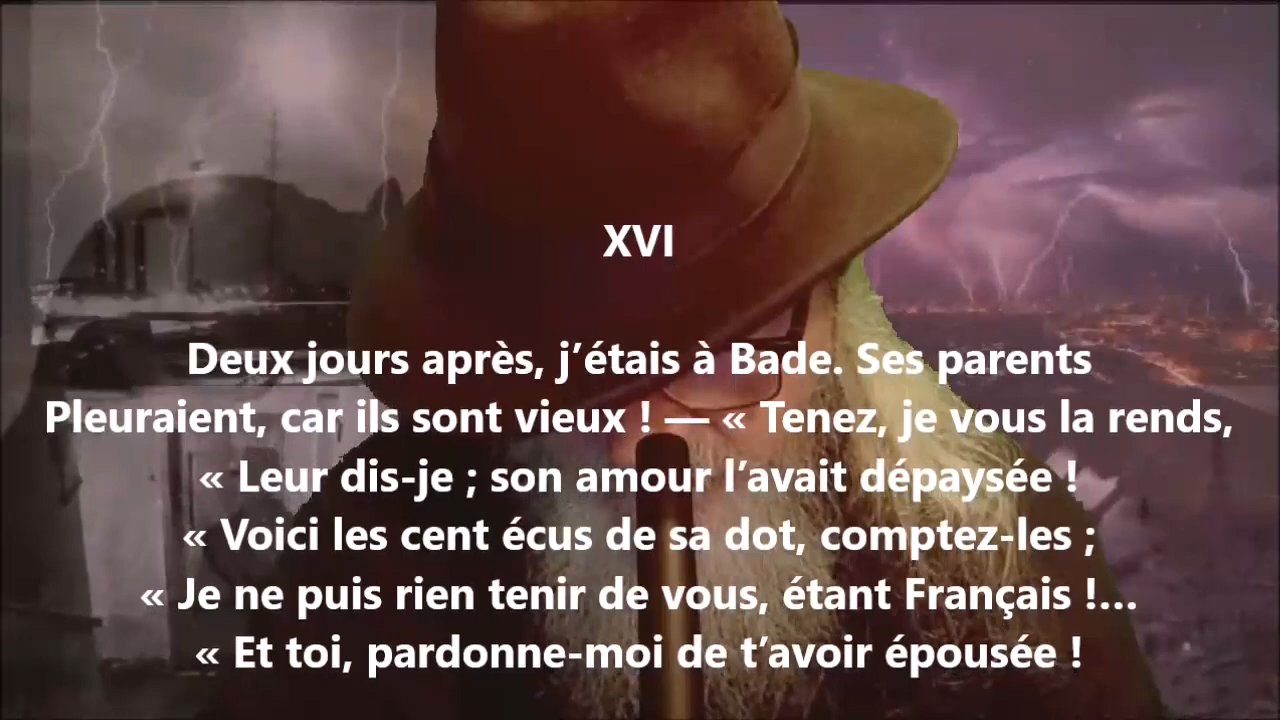 XVI
Deux jours après, j’étais à Bade. Ses parents
Pleuraient, car ils sont vieux ! — « Tenez, je vous la rends,
« Leur dis-je ; son amour l’avait dépaysée !
« Voici les cent écus de sa dot, comptez-les ;
« Je ne puis rien tenir de vous, étant Français !…
« Et toi, pardonne-moi de t’avoir épousée !